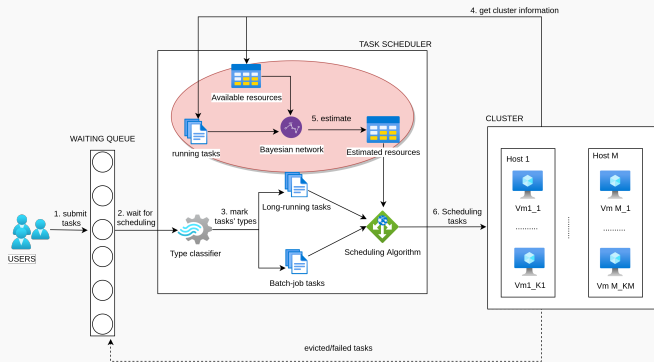 4. get cluster information
TASK SCHEDULER
Available resources
5. estimate
running tasks
Bayesian network
Estimated resources
CLUSTER
WAITING QUEUE
Host 1
Host M
Vm1_1
Vm M_1
..........
..........
Vm1_K1
Vm M_KM
1. submit
tasks
2. wait for
scheduling
3. mark
tasks' types
Long-running tasks
6. Scheduling
tasks
USERS
Type classifier
Scheduling Algorithm
Batch-job tasks
evicted/failed tasks